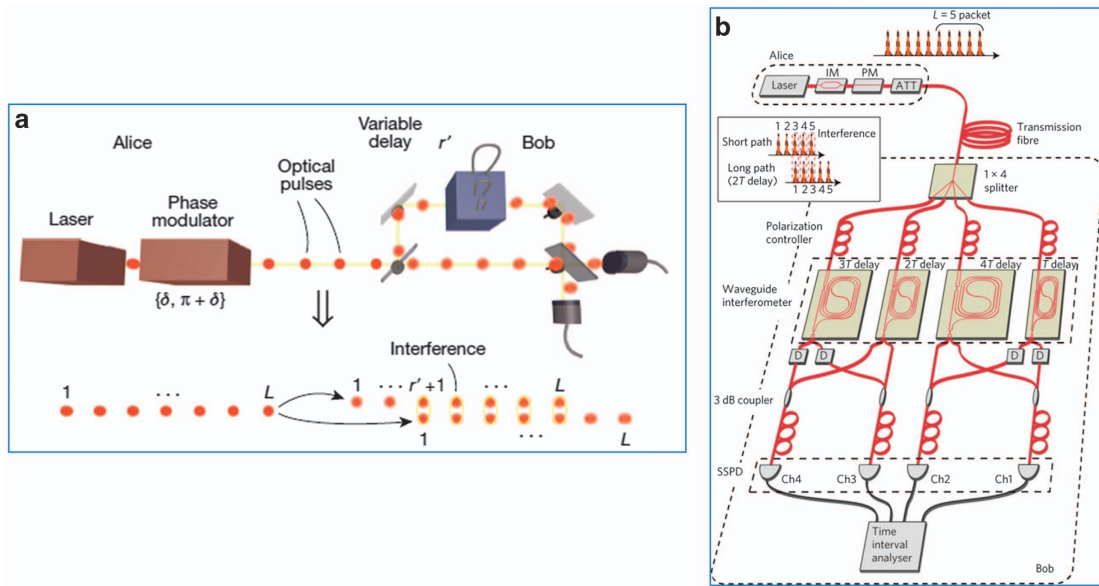 a
Alice
Variable
delay
r′
Bob
Optical
pulses
Laser
Phase
modulator
{δ, π + δ}
Interference
1
...
L
1
... r′+1
...
L
1
...
L
b
L = 5 packet
Alice
Laser
IM
PM
ATT
Transmission
fibre
1 2 3 4 5
Interference
Short path
Long path
(2T delay)
1 2 3 4 5
1 × 4
splitter
Polarization
controller
3T delay
2T delay
4T delay
T delay
Waveguide
interferometer
D
D
D
D
3 dB coupler
SSPD
Ch4
Ch3
Ch2
Ch1
Time
interval
analyser
Bob